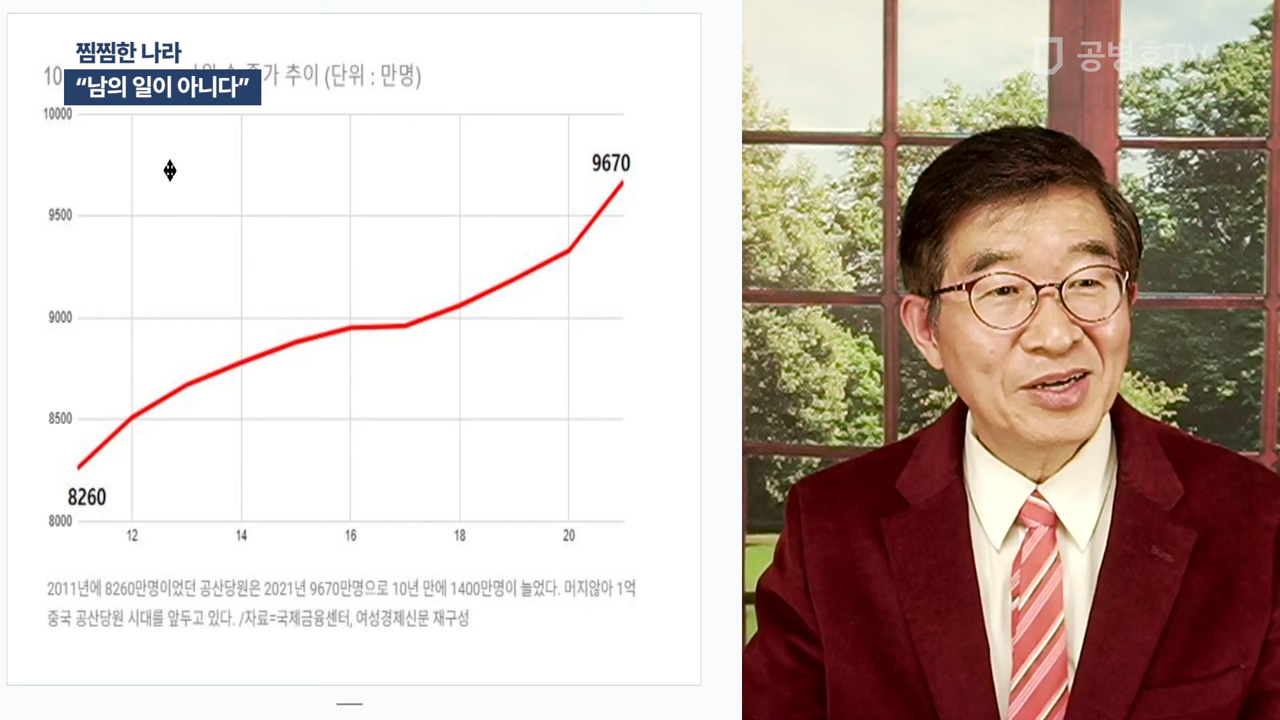 찜찜한 나라
“남의 일이 아니다”
10 추이 (단위 : 만명)
공병호TV
10000
9670
9500
9000
8500
8260
8000
12 14 16 18 20
2011년에 8260만명이었던 공산당원은 2021년 9670만명으로 10년 만에 1400만명이 늘었다. 머지않아 1억
중국 공산당원 시대를 앞두고 있다. /자료=국제금융센터, 여성경제신문 재구성